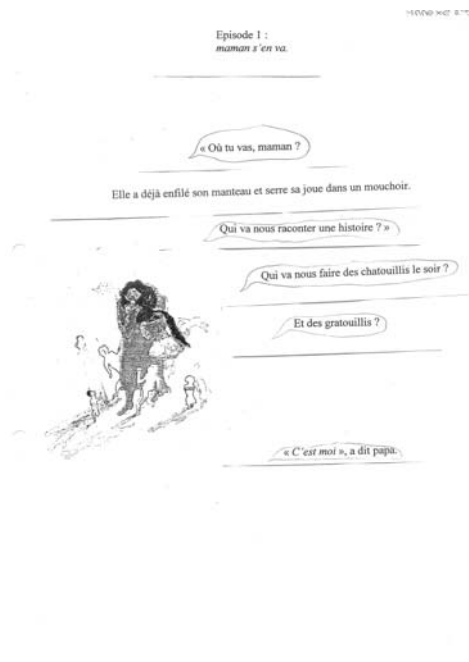 Episode 1 :
maman s'en va.
« Où tu vas, maman ?
Elle a déjà enfilé son manteau et serre sa joue dans un mouchoir.
Qui va nous raconter une histoire ? »
Qui va nous faire des chatouillis le soir ?
Et des gratouillis ?
« C'est moi », a dit papa.